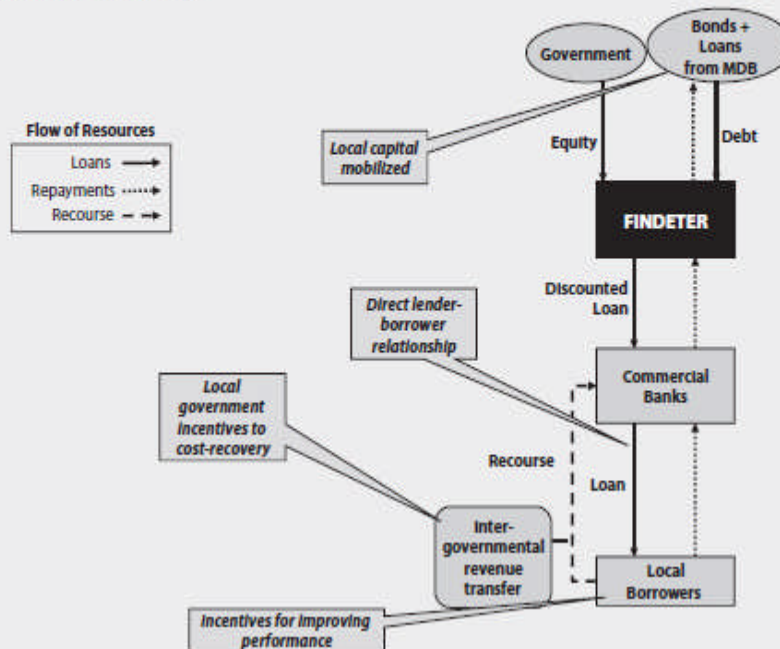 Government
Bonds +
Loans
from MDB
Flow of Resources
Loans
Repayments
Recourse
Local capital
mobilized
Equity
Debt
FINDETER
Discounted
Loan
Direct lender-
borrower
relationship
Commercial
Banks
Local
government
incentives to
cost-recovery
Recourse
Loan
Inter-
governmental
revenue
transfer
Local
Borrowers
Incentives for improving
performance